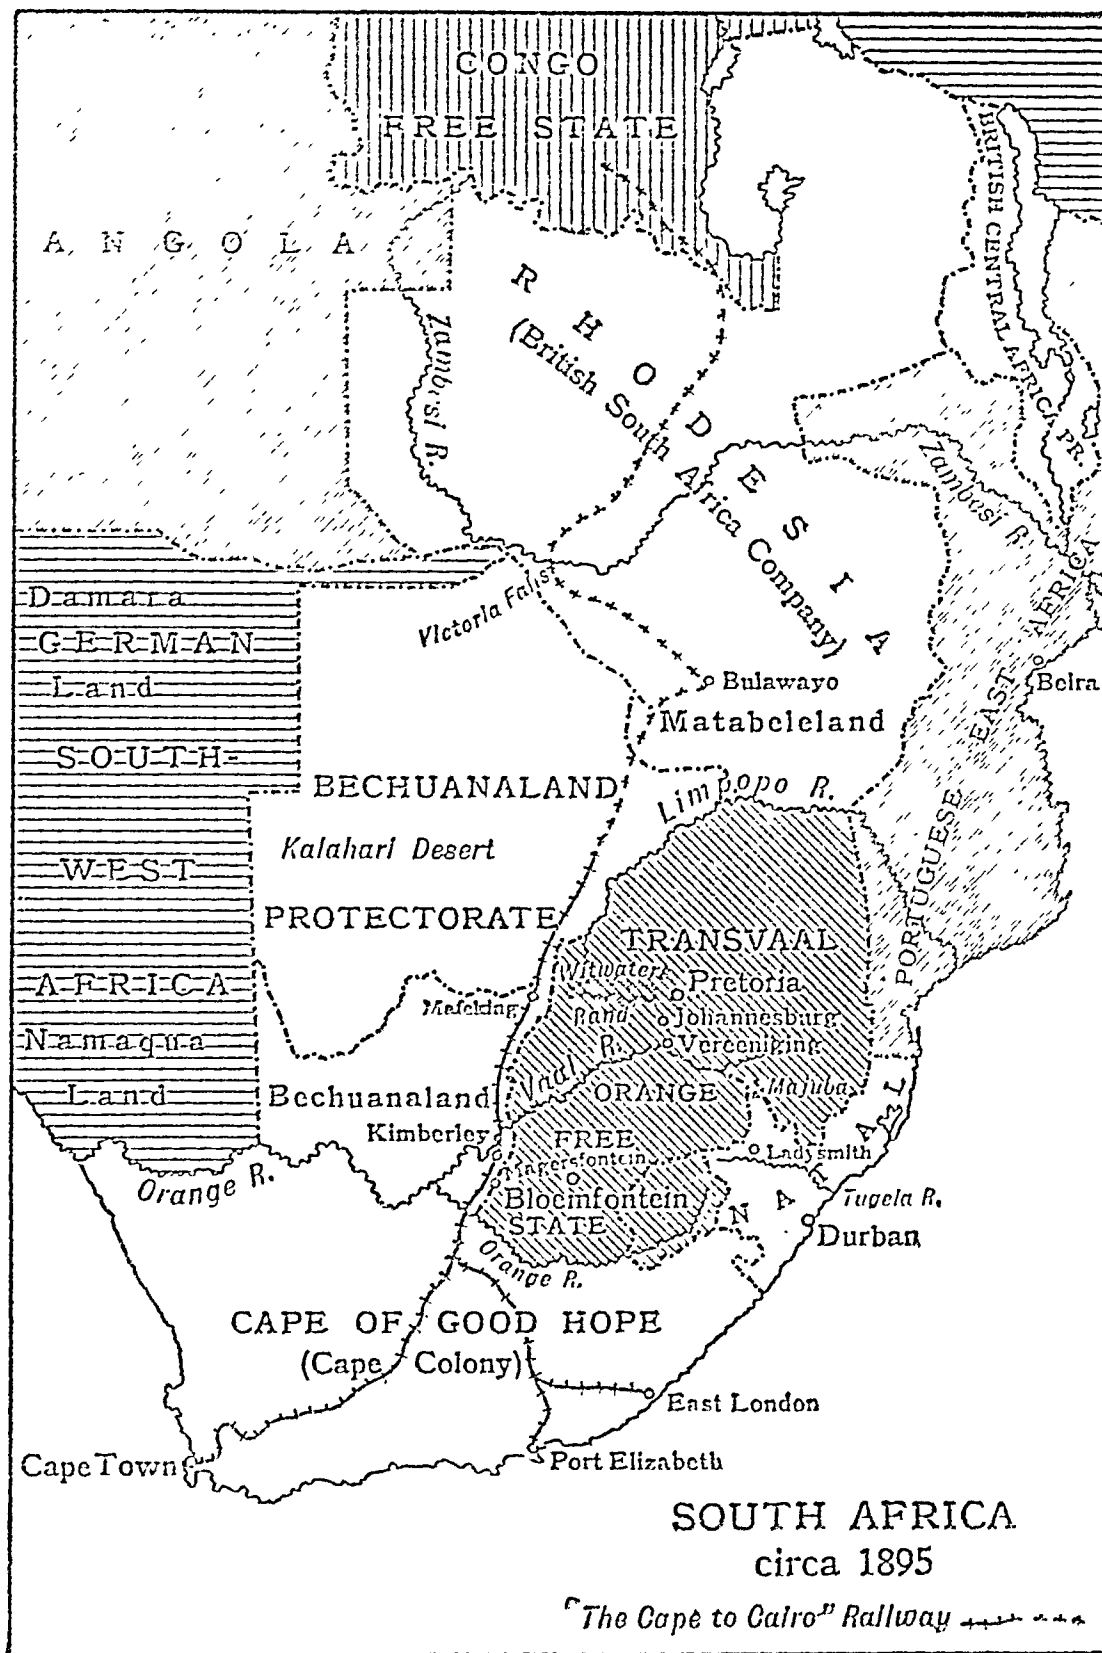 CONGO
FREE STATE
ANGOLA
BRITISH CENTRAL AFRICA PR.
RHODESIA
(British South Africa Company)
Zambesi R.
Zambesi R.
Victoria Falls
Damara
GERMAN
Land
SOUTH-
WEST
AFRICA
Namaqua
Land
Bulawayo
Matabeleland
Beira
PORTUGUESE EAST AFRICA
BECHUANALAND
Limpopo R.
Kalahari Desert
PROTECTORATE
TRANSVAAL
Witwaters
Rand
Pretoria
Mafeking
Johannesburg
Vereeniging
Vaal R.
ORANGE
Majuba
Bechuanaland
Kimberley
FREE
Magersfontein
Ladysmith
Orange R.
Bloemfontein
STATE
NATAL
Tugela R.
Durban
Orange R.
CAPE OF GOOD HOPE
(Cape Colony)
East London
Cape Town
Port Elizabeth
SOUTH AFRICA
circa 1895
"The Cape to Cairo" Railway